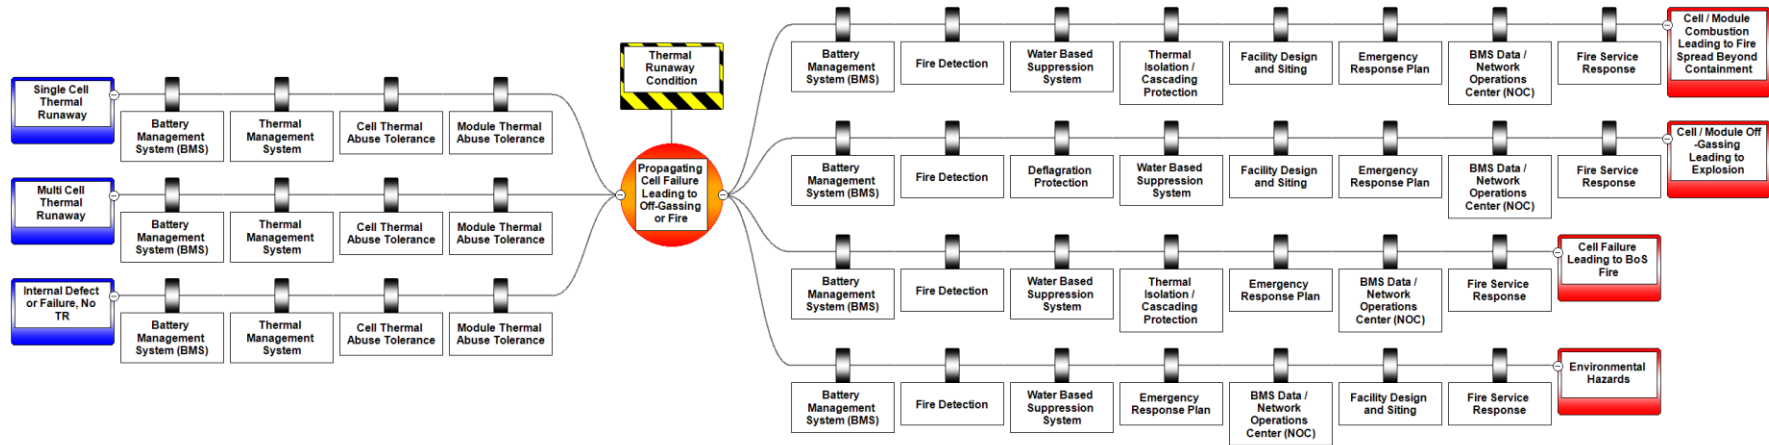 Single Cell
Thermal
Runaway
Battery
Management
System (BMS)
Thermal
Management
System
Cell Thermal
Abuse Tolerance
Module Thermal
Abuse Tolerance
Multi Cell
Thermal
Runaway
Battery
Management
System (BMS)
Thermal
Management
System
Cell Thermal
Abuse Tolerance
Module Thermal
Abuse Tolerance
Internal Defect
or Failure, No
TR
Battery
Management
System (BMS)
Thermal
Management
System
Cell Thermal
Abuse Tolerance
Module Thermal
Abuse Tolerance
Thermal
Runaway
Condition
Propagating
Cell Failure
Leading to
Off-Gassing
or Fire
Battery
Management
System (BMS)
Fire Detection
Water Based
Suppression
System
Thermal
Isolation /
Cascading
Protection
Facility Design
and Siting
Emergency
Response Plan
BMS Data /
Network
Operations
Center (NOC)
Fire Service
Response
Cell / Module
Combustion
Leading to Fire
Spread Beyond
Containment
Battery
Management
System (BMS)
Fire Detection
Deflagration
Protection
Water Based
Suppression
System
Facility Design
and Siting
Emergency
Response Plan
BMS Data /
Network
Operations
Center (NOC)
Fire Service
Response
Cell / Module Off
-Gassing
Leading to
Explosion
Battery
Management
System (BMS)
Fire Detection
Water Based
Suppression
System
Thermal
Isolation /
Cascading
Protection
Emergency
Response Plan
BMS Data /
Network
Operations
Center (NOC)
Fire Service
Response
Cell Failure
Leading to BoS
Fire
Battery
Management
System (BMS)
Fire Detection
Water Based
Suppression
System
Emergency
Response Plan
BMS Data /
Network
Operations
Center (NOC)
Facility Design
and Siting
Fire Service
Response
Environmental
Hazards